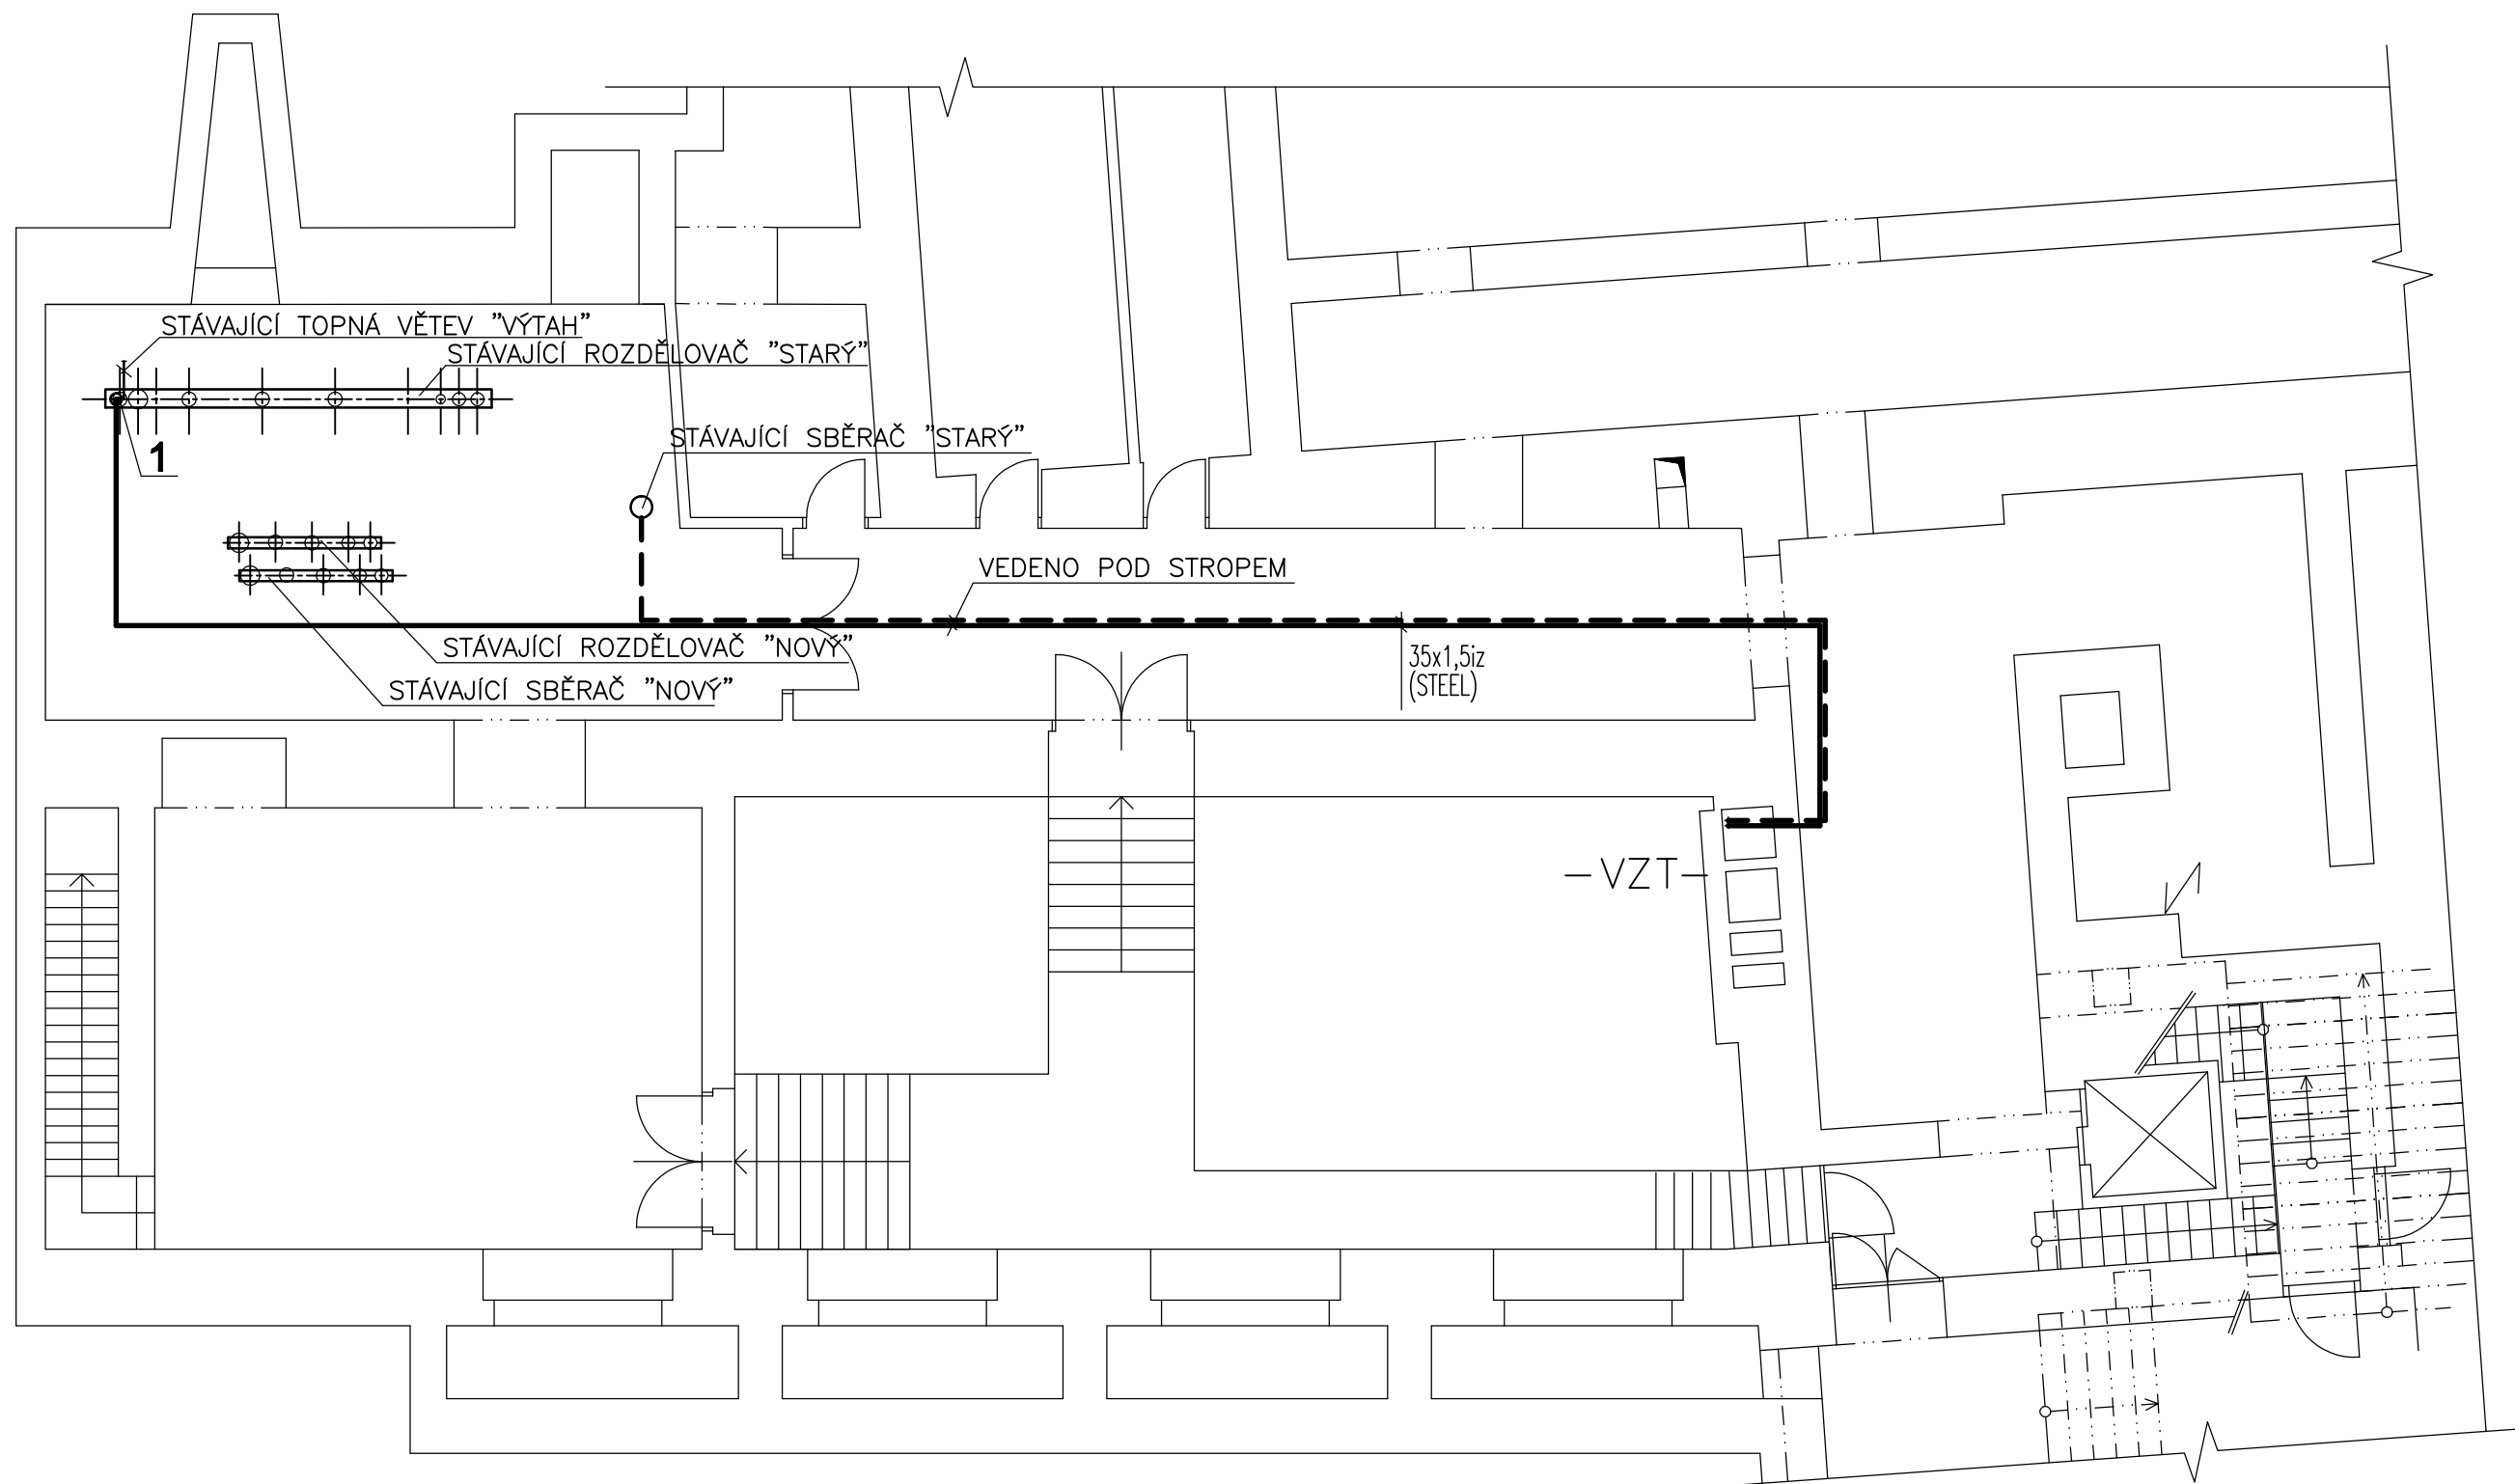 STÁVAJÍCÍ TOPNÁ VĚTEV "VÝTAH"
STÁVAJÍCÍ ROZDĚLOVAČ "STARÝ"
1
STÁVAJÍCÍ SBĚRAČ "STARÝ"
VEDENO POD STROPEM
STÁVAJÍCÍ ROZDĚLOVAČ "NOVÝ"
STÁVAJÍCÍ SBĚRAČ "NOVÝ"
35x1,5iz
(STEEL)
-VZT-